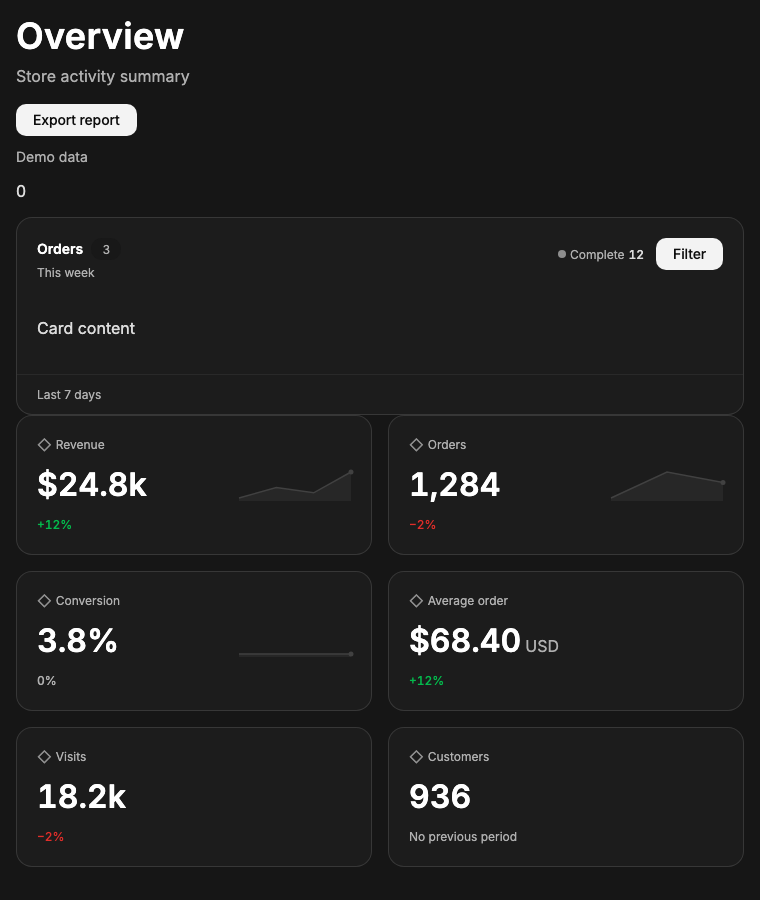 Overview
Store activity summary
Export report
Demo data
0
Orders 3
This week
Complete 12
Filter
Card content
Last 7 days
Revenue
$24.8k
+12%
Orders
1,284
−2%
Conversion
3.8%
0%
Average order
$68.40 USD
+12%
Visits
18.2k
−2%
Customers
936
No previous period